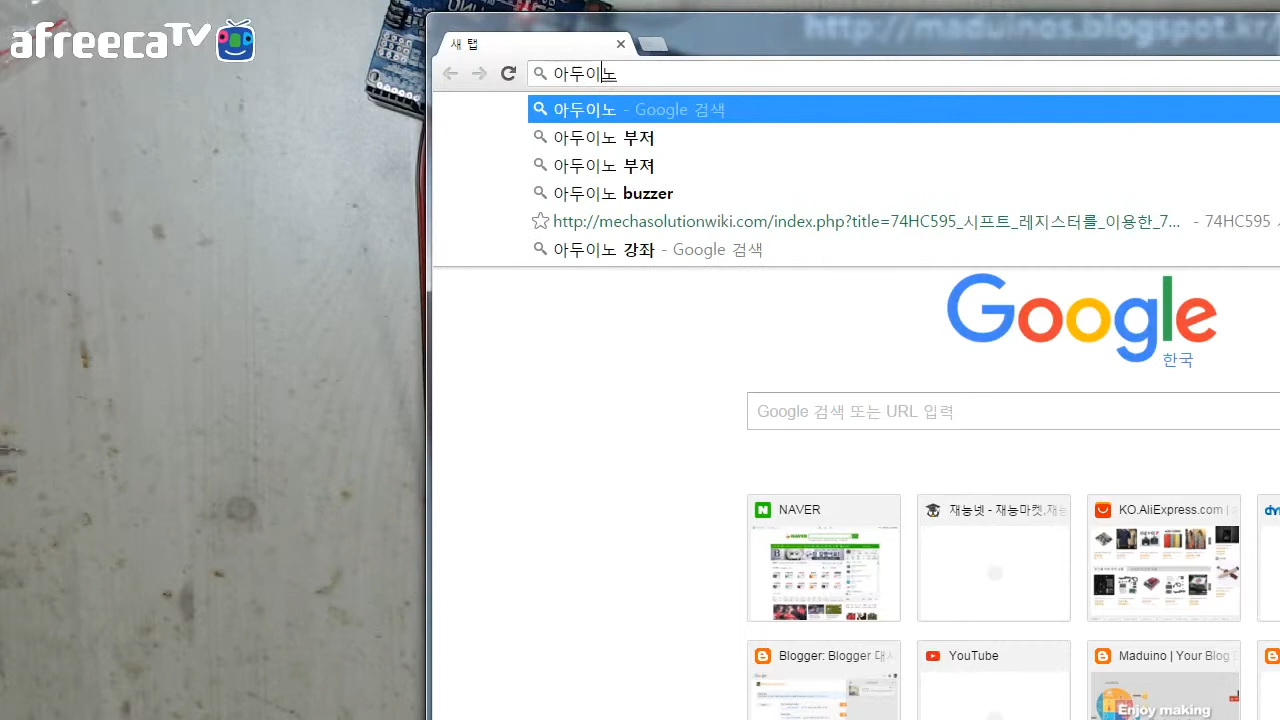 afreecaTV
UNO
http://maduinos.blogspot.kr/
새 탭
아두이노
아두이노 - Google 검색
아두이노 부저
아두이노 부져
아두이노 buzzer
http://mechasolutionwiki.com/index.php?title=74HC595_시프트_레지스터를_이용한_7... - 74HC595
아두이노 강좌 - Google 검색
Google
한국
Google 검색 또는 URL 입력
NAVER
재능넷 - 재능마켓,재능
KO.AliExpress.com |
Blogger: Blogger 대시
YouTube
Maduino | Your Blog
Enjoy making